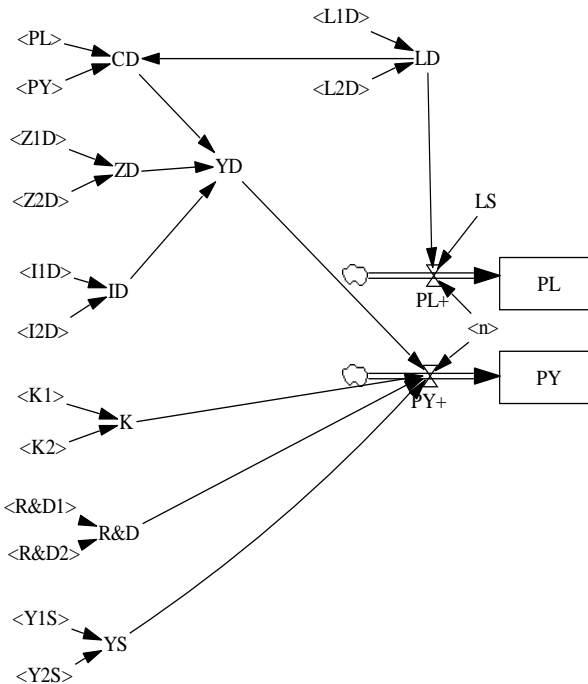 <PL>
<PY>
CD
<L1D>
<L2D>
LD
<Z1D>
<Z2D>
ZD
YD
LS
<I1D>
<I2D>
ID
PL+
PL
<n>
PY+
PY
<K1>
<K2>
K
<R&D1>
<R&D2>
R&D
<Y1S>
<Y2S>
YS